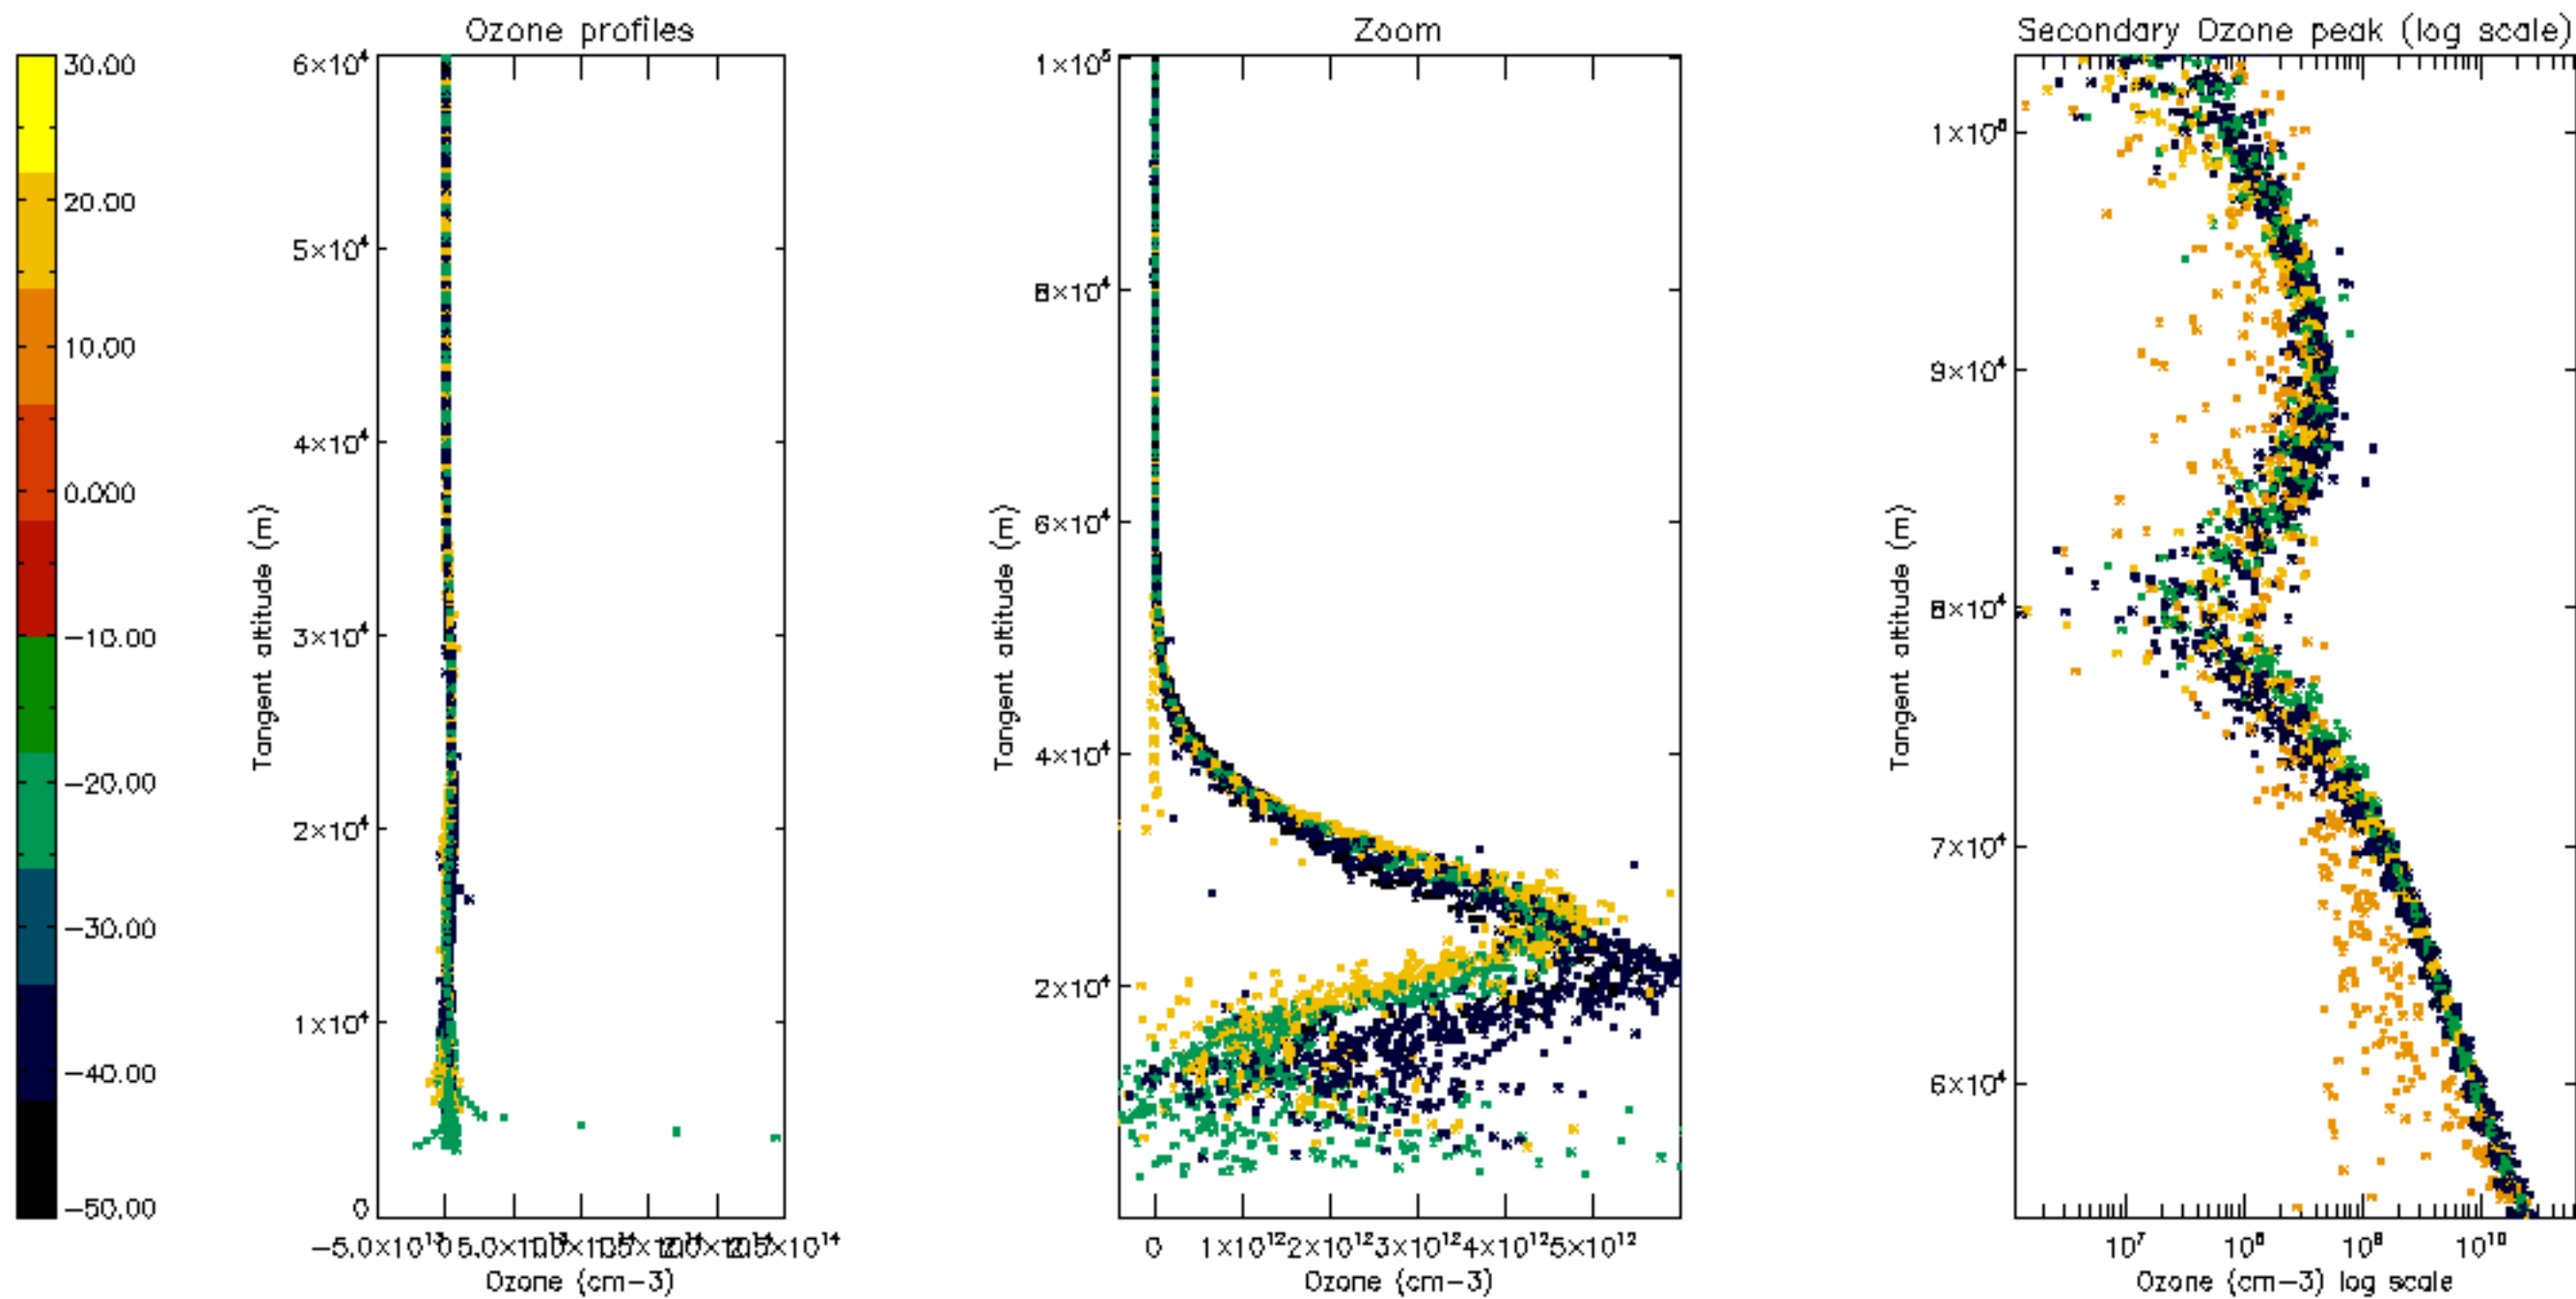 Ozone profiles
Zoom
Secondary Ozone peak (log scale)
30.00
20.00
10.00
0.000
−10.00
−20.00
−30.00
−40.00
−50.00
6×10⁴
5×10⁴
4×10⁴
3×10⁴
2×10⁴
1×10⁴
0
Tangent altitude (m)
Ozone (cm−3)
1×10⁵
8×10⁴
6×10⁴
4×10⁴
2×10⁴
Tangent altitude (m)
0 1×10¹² 2×10¹² 3×10¹² 4×10¹² 5×10¹²
Ozone (cm−3)
9×10⁴
8×10⁴
7×10⁴
6×10⁴
Tangent altitude (m)
10⁷ 10⁸ 10⁹ 10¹⁰
Ozone (cm−3) log scale